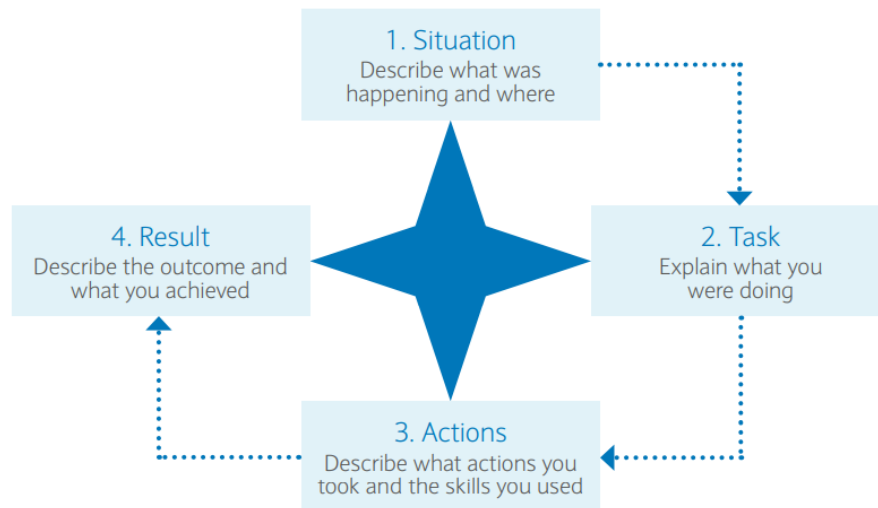 1. Situation
Describe what was
happening and where
2. Task
Explain what you
were doing
3. Actions
Describe what actions you
took and the skills you used
4. Result
Describe the outcome and
what you achieved